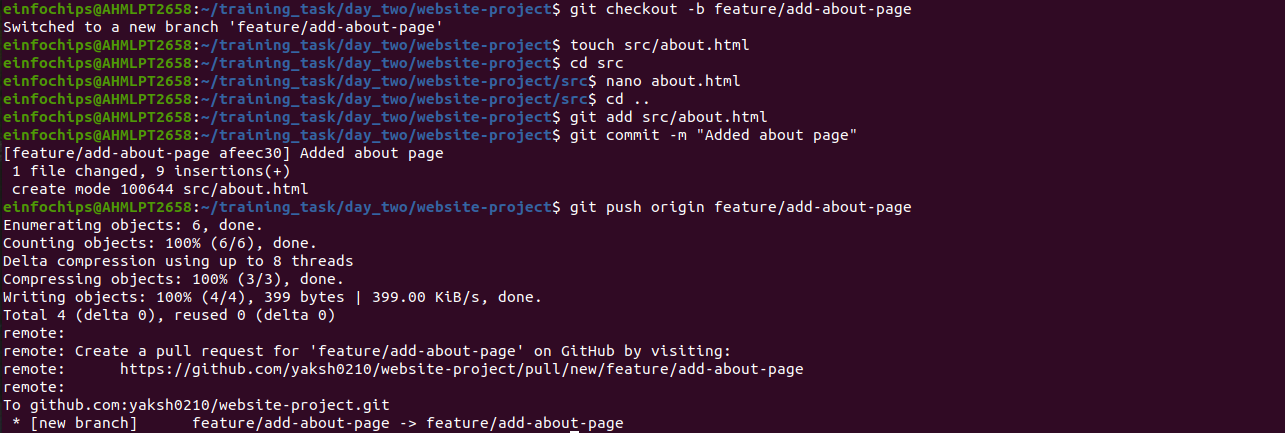 einfochips@AHMLPT2658:~/training_task/day_two/website-project$ git checkout -b feature/add-about-page
Switched to a new branch 'feature/add-about-page'
einfochips@AHMLPT2658:~/training_task/day_two/website-project$ touch src/about.html
einfochips@AHMLPT2658:~/training_task/day_two/website-project$ cd src
einfochips@AHMLPT2658:~/training_task/day_two/website-project/src$ nano about.html
einfochips@AHMLPT2658:~/training_task/day_two/website-project/src$ cd ..
einfochips@AHMLPT2658:~/training_task/day_two/website-project$ git add src/about.html
einfochips@AHMLPT2658:~/training_task/day_two/website-project$ git commit -m "Added about page"
[feature/add-about-page afeec30] Added about page
 1 file changed, 9 insertions(+)
 create mode 100644 src/about.html
einfochips@AHMLPT2658:~/training_task/day_two/website-project$ git push origin feature/add-about-page
Enumerating objects: 6, done.
Counting objects: 100% (6/6), done.
Delta compression using up to 8 threads
Compressing objects: 100% (3/3), done.
Writing objects: 100% (4/4), 399 bytes | 399.00 KiB/s, done.
Total 4 (delta 0), reused 0 (delta 0)
remote:
remote: Create a pull request for 'feature/add-about-page' on GitHub by visiting:
remote:      https://github.com/yaksh0210/website-project/pull/new/feature/add-about-page
remote:
To github.com:yaksh0210/website-project.git
 * [new branch]      feature/add-about-page -> feature/add-about-page